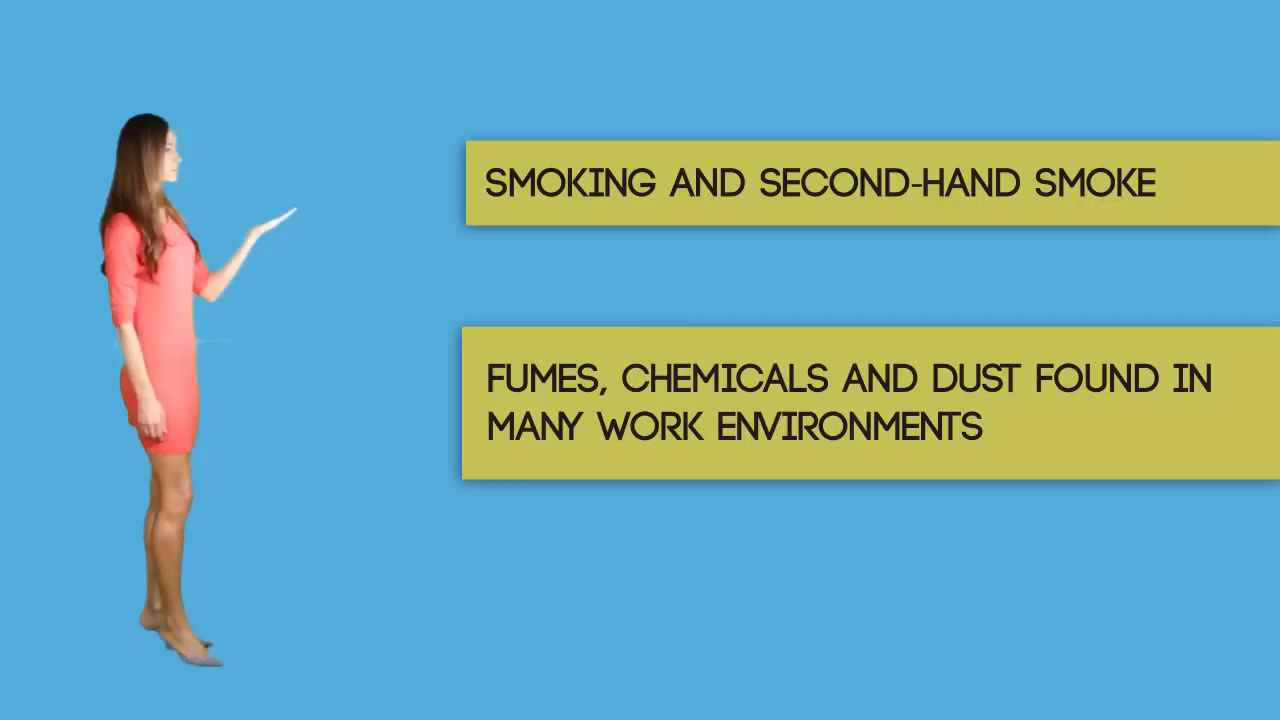 SMOKING AND SECOND-HAND SMOKE
FUMES, CHEMICALS AND DUST FOUND IN
MANY WORK ENVIRONMENTS